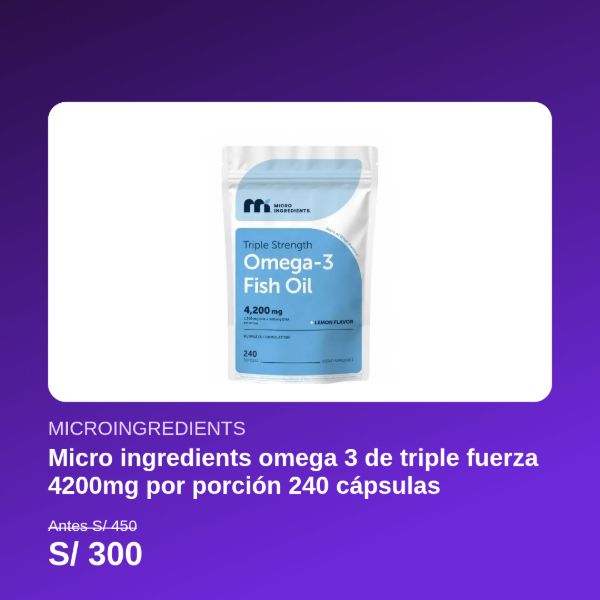 MICRO
INGREDIENTS.
Triple Strength
Omega-3
Fish Oil
4,200 mg
LEMON FLAVOR
240
MICROINGREDIENTS
Micro ingredients omega 3 de triple fuerza
4200mg por porción 240 cápsulas
Antes S/ 450
S/ 300